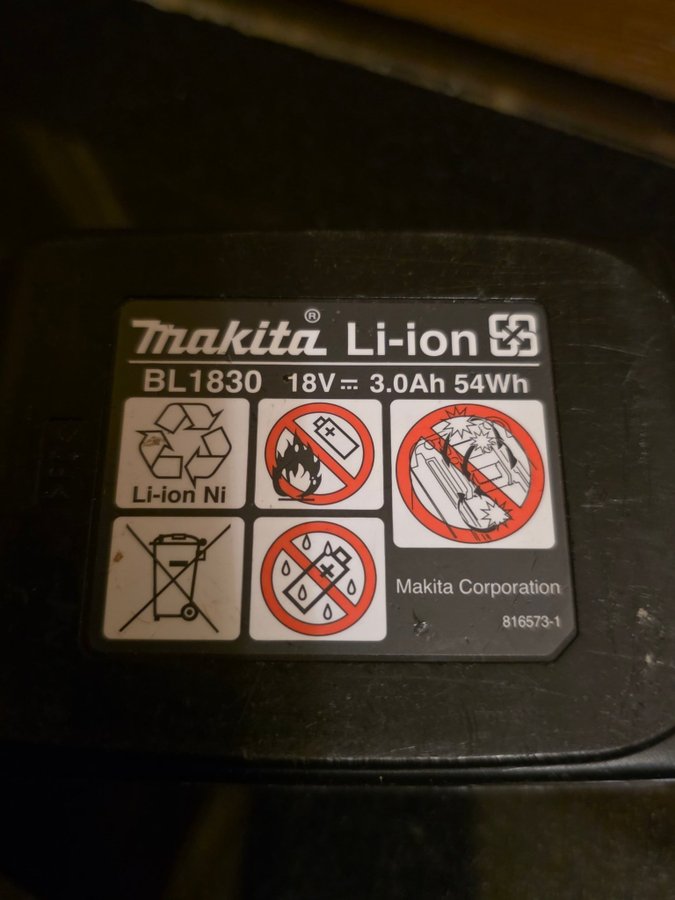 makita® Li-ion
BL1830 18V⎓ 3.0Ah 54Wh
Li-ion Ni
Makita Corporation
816573-1